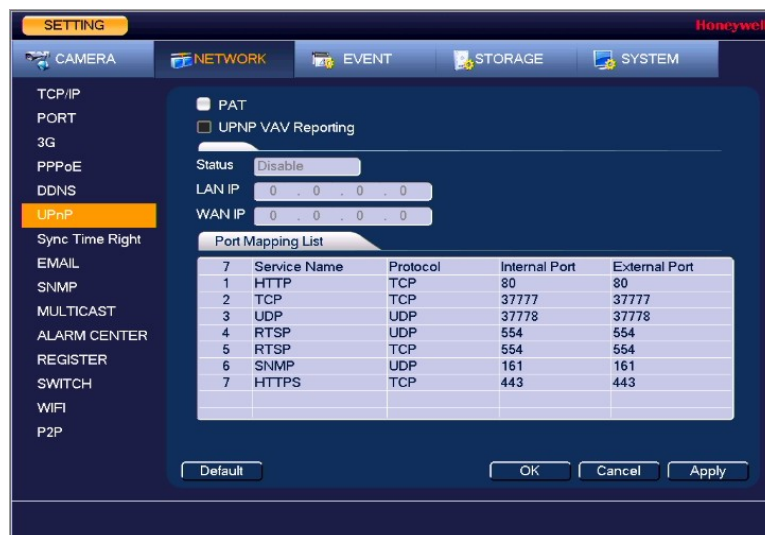 SETTING
Honeywell
CAMERA NETWORK EVENT STORAGE SYSTEM
TCP/IP
PORT
3G
PPPoE
DDNS
UPnP
Sync Time Right
EMAIL
SNMP
MULTICAST
ALARM CENTER
REGISTER
SWITCH
WIFI
P2P
PAT
UPNP VAV Reporting
Status Disable
LAN IP 0 . 0 . 0 . 0
WAN IP 0 . 0 . 0 . 0
Port Mapping List
7 Service Name Protocol Internal Port External Port
1 HTTP TCP 80 80
2 TCP TCP 37777 37777
3 UDP UDP 37778 37778
4 RTSP UDP 554 554
5 RTSP TCP 554 554
6 SNMP UDP 161 161
7 HTTPS TCP 443 443
Default OK Cancel Apply